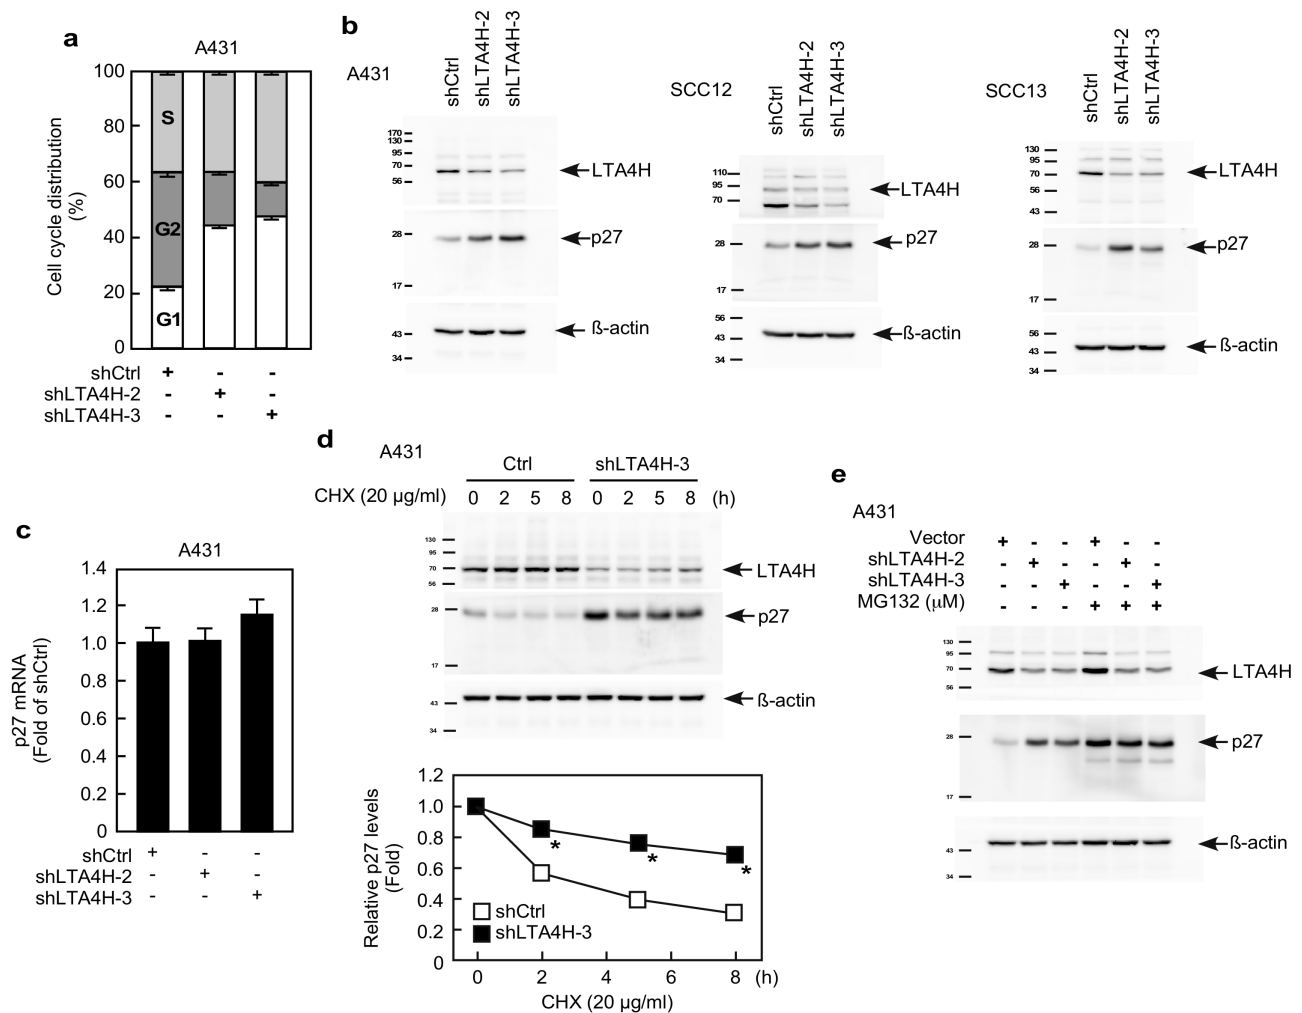 a
A431
Cell cycle distribution
(%)
100
80
60
40
20
0
S
G2
G1
shCtrl + - -
shLTA4H-2 - + -
shLTA4H-3 - - +
b
A431
shCtrl
shLTA4H-2
shLTA4H-3
170
130
95
70
56
LTA4H
28
17
p27
43
34
ß-actin
SCC12
shCtrl
shLTA4H-2
shLTA4H-3
110
95
70
LTA4H
28
17
p27
56
43
34
ß-actin
SCC13
shCtrl
shLTA4H-2
shLTA4H-3
130
95
70
56
43
LTA4H
28
17
p27
56
43
34
ß-actin
c
A431
p27 mRNA
(Fold of shCtrl)
1.4
1.2
1.0
0.8
0.6
0.4
0.2
0
shCtrl + - -
shLTA4H-2 - + -
shLTA4H-3 - - +
d
A431
Ctrl shLTA4H-3
CHX (20 µg/ml) 0 2 5 8 0 2 5 8 (h)
130
95
70
56
LTA4H
28
17
p27
43
34
ß-actin
Relative p27 levels
(Fold)
1.2
1.0
0.8
0.6
0.4
0.2
0
* * *
shCtrl
shLTA4H-3
0 2 4 6 8 (h)
CHX (20 µg/ml)
e
A431
Vector + - - + - -
shLTA4H-2 - + - - + -
shLTA4H-3 - - + - - +
MG132 (µM) - - - + + +
130
95
70
56
LTA4H
28
17
p27
43
34
ß-actin